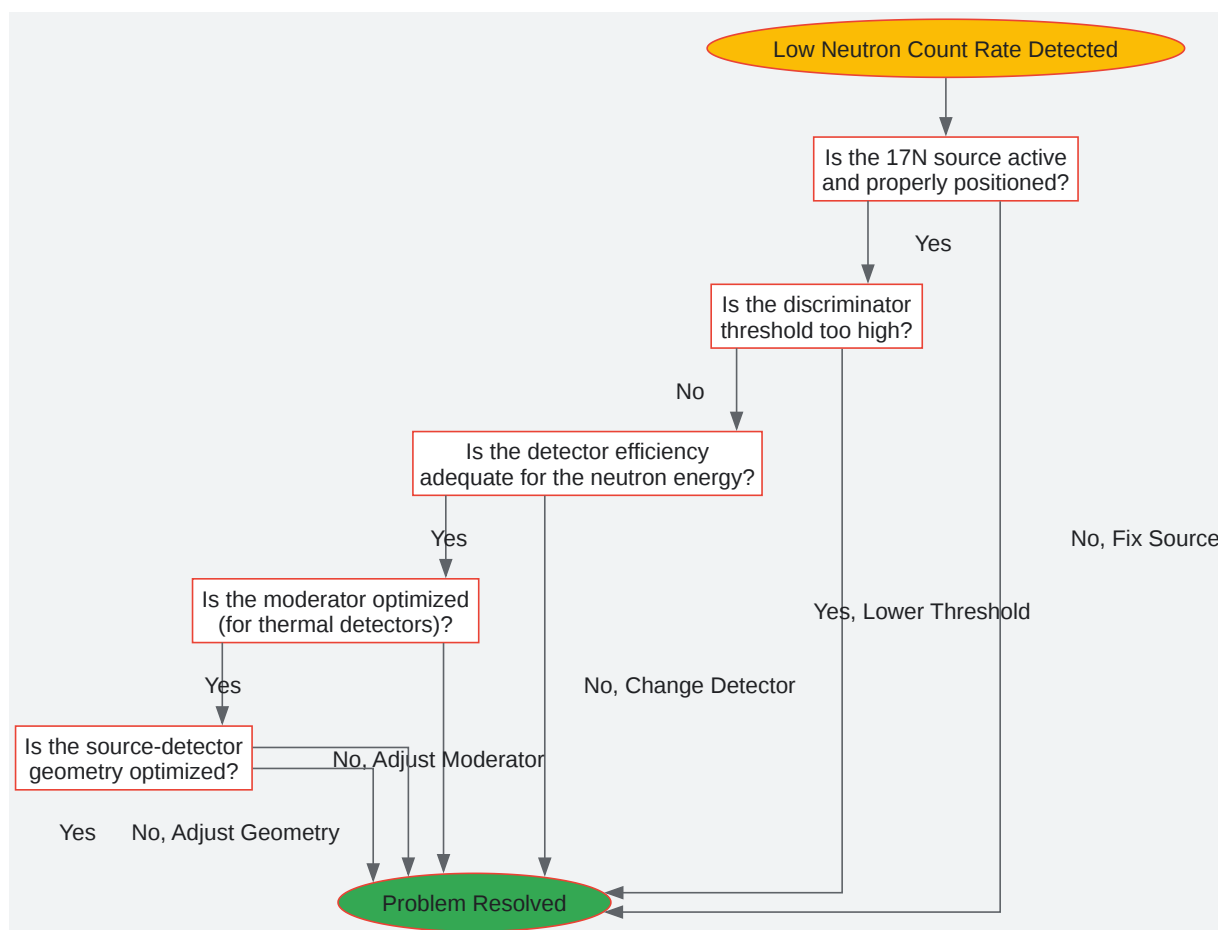 Low Neutron Count Rate Detected
Is the 17N source active
and properly positioned?
Yes
Is the discriminator
threshold too high?
No
Is the detector efficiency
adequate for the neutron energy?
Yes
No, Fix Source
Is the moderator optimized
(for thermal detectors)?
Yes, Lower Threshold
Yes
No, Change Detector
Is the source-detector
geometry optimized?
No, Adjust Moderator
Yes
No, Adjust Geometry
Problem Resolved